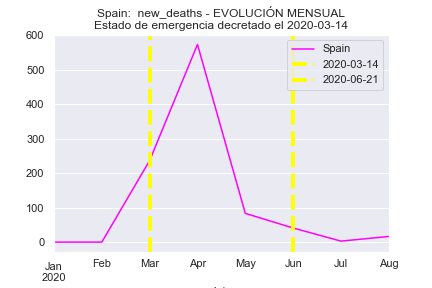 Spain:  new_deaths - EVOLUCIÓN MENSUAL
Estado de emergencia decretado el 2020-03-14
600
500
400
300
200
100
0
Spain
2020-03-14
2020-06-21
Jan
2020
Feb
Mar
Apr
May
Jun
Jul
Aug